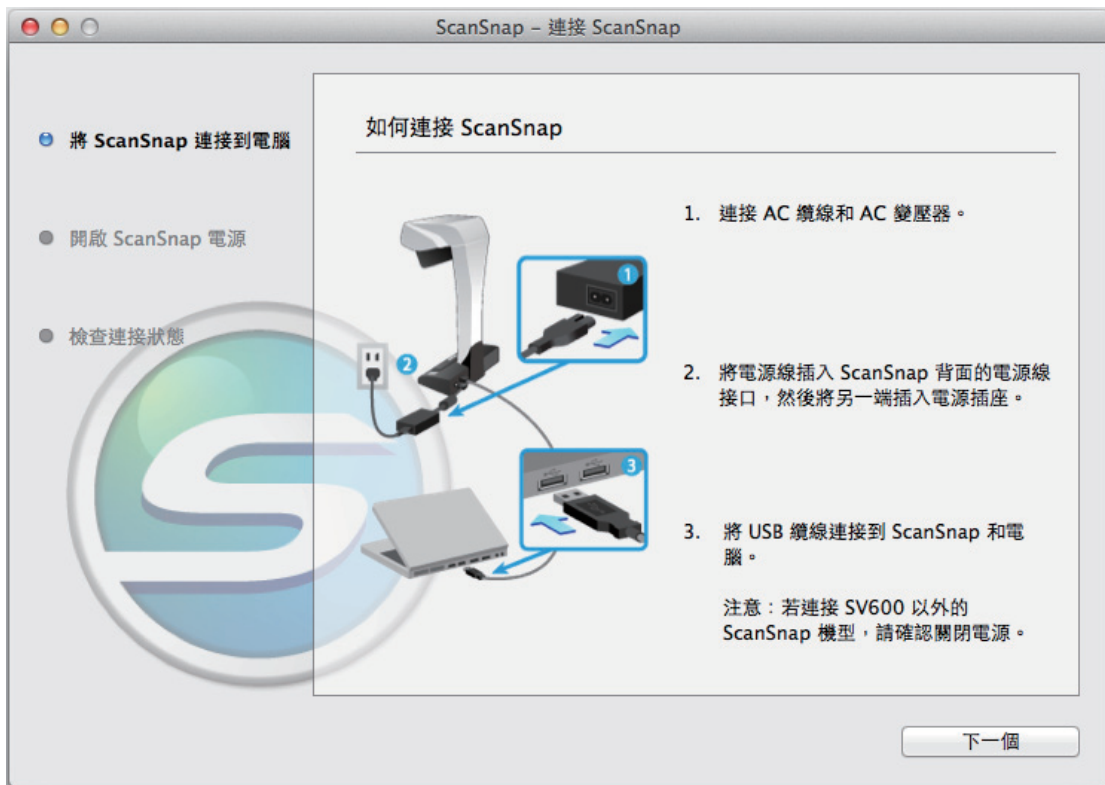 ScanSnap – 連接 ScanSnap
將 ScanSnap 連接到電腦
開啟 ScanSnap 電源
檢查連接狀態
如何連接 ScanSnap
1. 連接 AC 纜線和 AC 變壓器。
2. 將電源線插入 ScanSnap 背面的電源線
接口，然後將另一端插入電源插座。
3. 將 USB 纜線連接到 ScanSnap 和電
腦。
注意：若連接 SV600 以外的
ScanSnap 機型，請確認關閉電源。
1
2
3
下一個